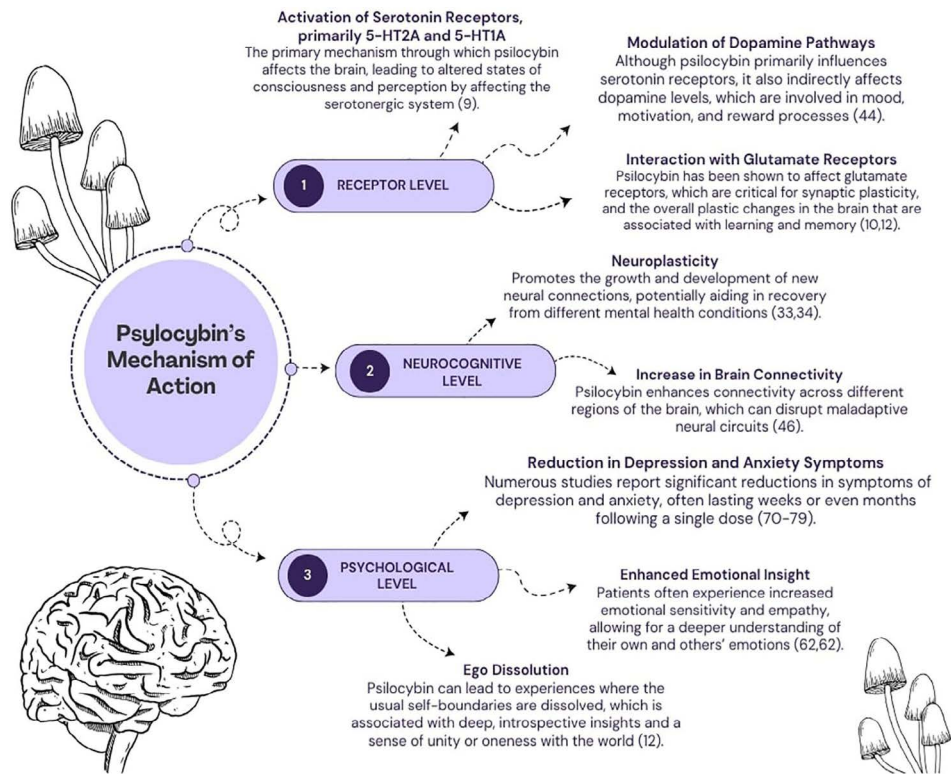 Psylocybin's
Mechanism of
Action
1
RECEPTOR LEVEL
Activation of Serotonin Receptors,
primarily 5-HT2A and 5-HT1A
The primary mechanism through which psilocybin
affects the brain, leading to altered states of
consciousness and perception by affecting the
serotonergic system (9).
Modulation of Dopamine Pathways
Although psilocybin primarily influences
serotonin receptors, it also indirectly affects
dopamine levels, which are involved in mood,
motivation, and reward processes (44).
Interaction with Glutamate Receptors
Psilocybin has been shown to affect glutamate
receptors, which are critical for synaptic plasticity,
and the overall plastic changes in the brain that are
associated with learning and memory (10,12).
2
NEUROCOGNITIVE
LEVEL
Neuroplasticity
Promotes the growth and development of new
neural connections, potentially aiding in recovery
from different mental health conditions (33,34).
Increase in Brain Connectivity
Psilocybin enhances connectivity across different
regions of the brain, which can disrupt maladaptive
neural circuits (46).
3
PSYCHOLOGICAL
LEVEL
Reduction in Depression and Anxiety Symptoms
Numerous studies report significant reductions in symptoms of
depression and anxiety, often lasting weeks or even months
following a single dose (70-79).
Enhanced Emotional Insight
Patients often experience increased
emotional sensitivity and empathy,
allowing for a deeper understanding of
their own and others' emotions (62,62).
Ego Dissolution
Psilocybin can lead to experiences where the
usual self-boundaries are dissolved, which is
associated with deep, introspective insights and a
sense of unity or oneness with the world (12).